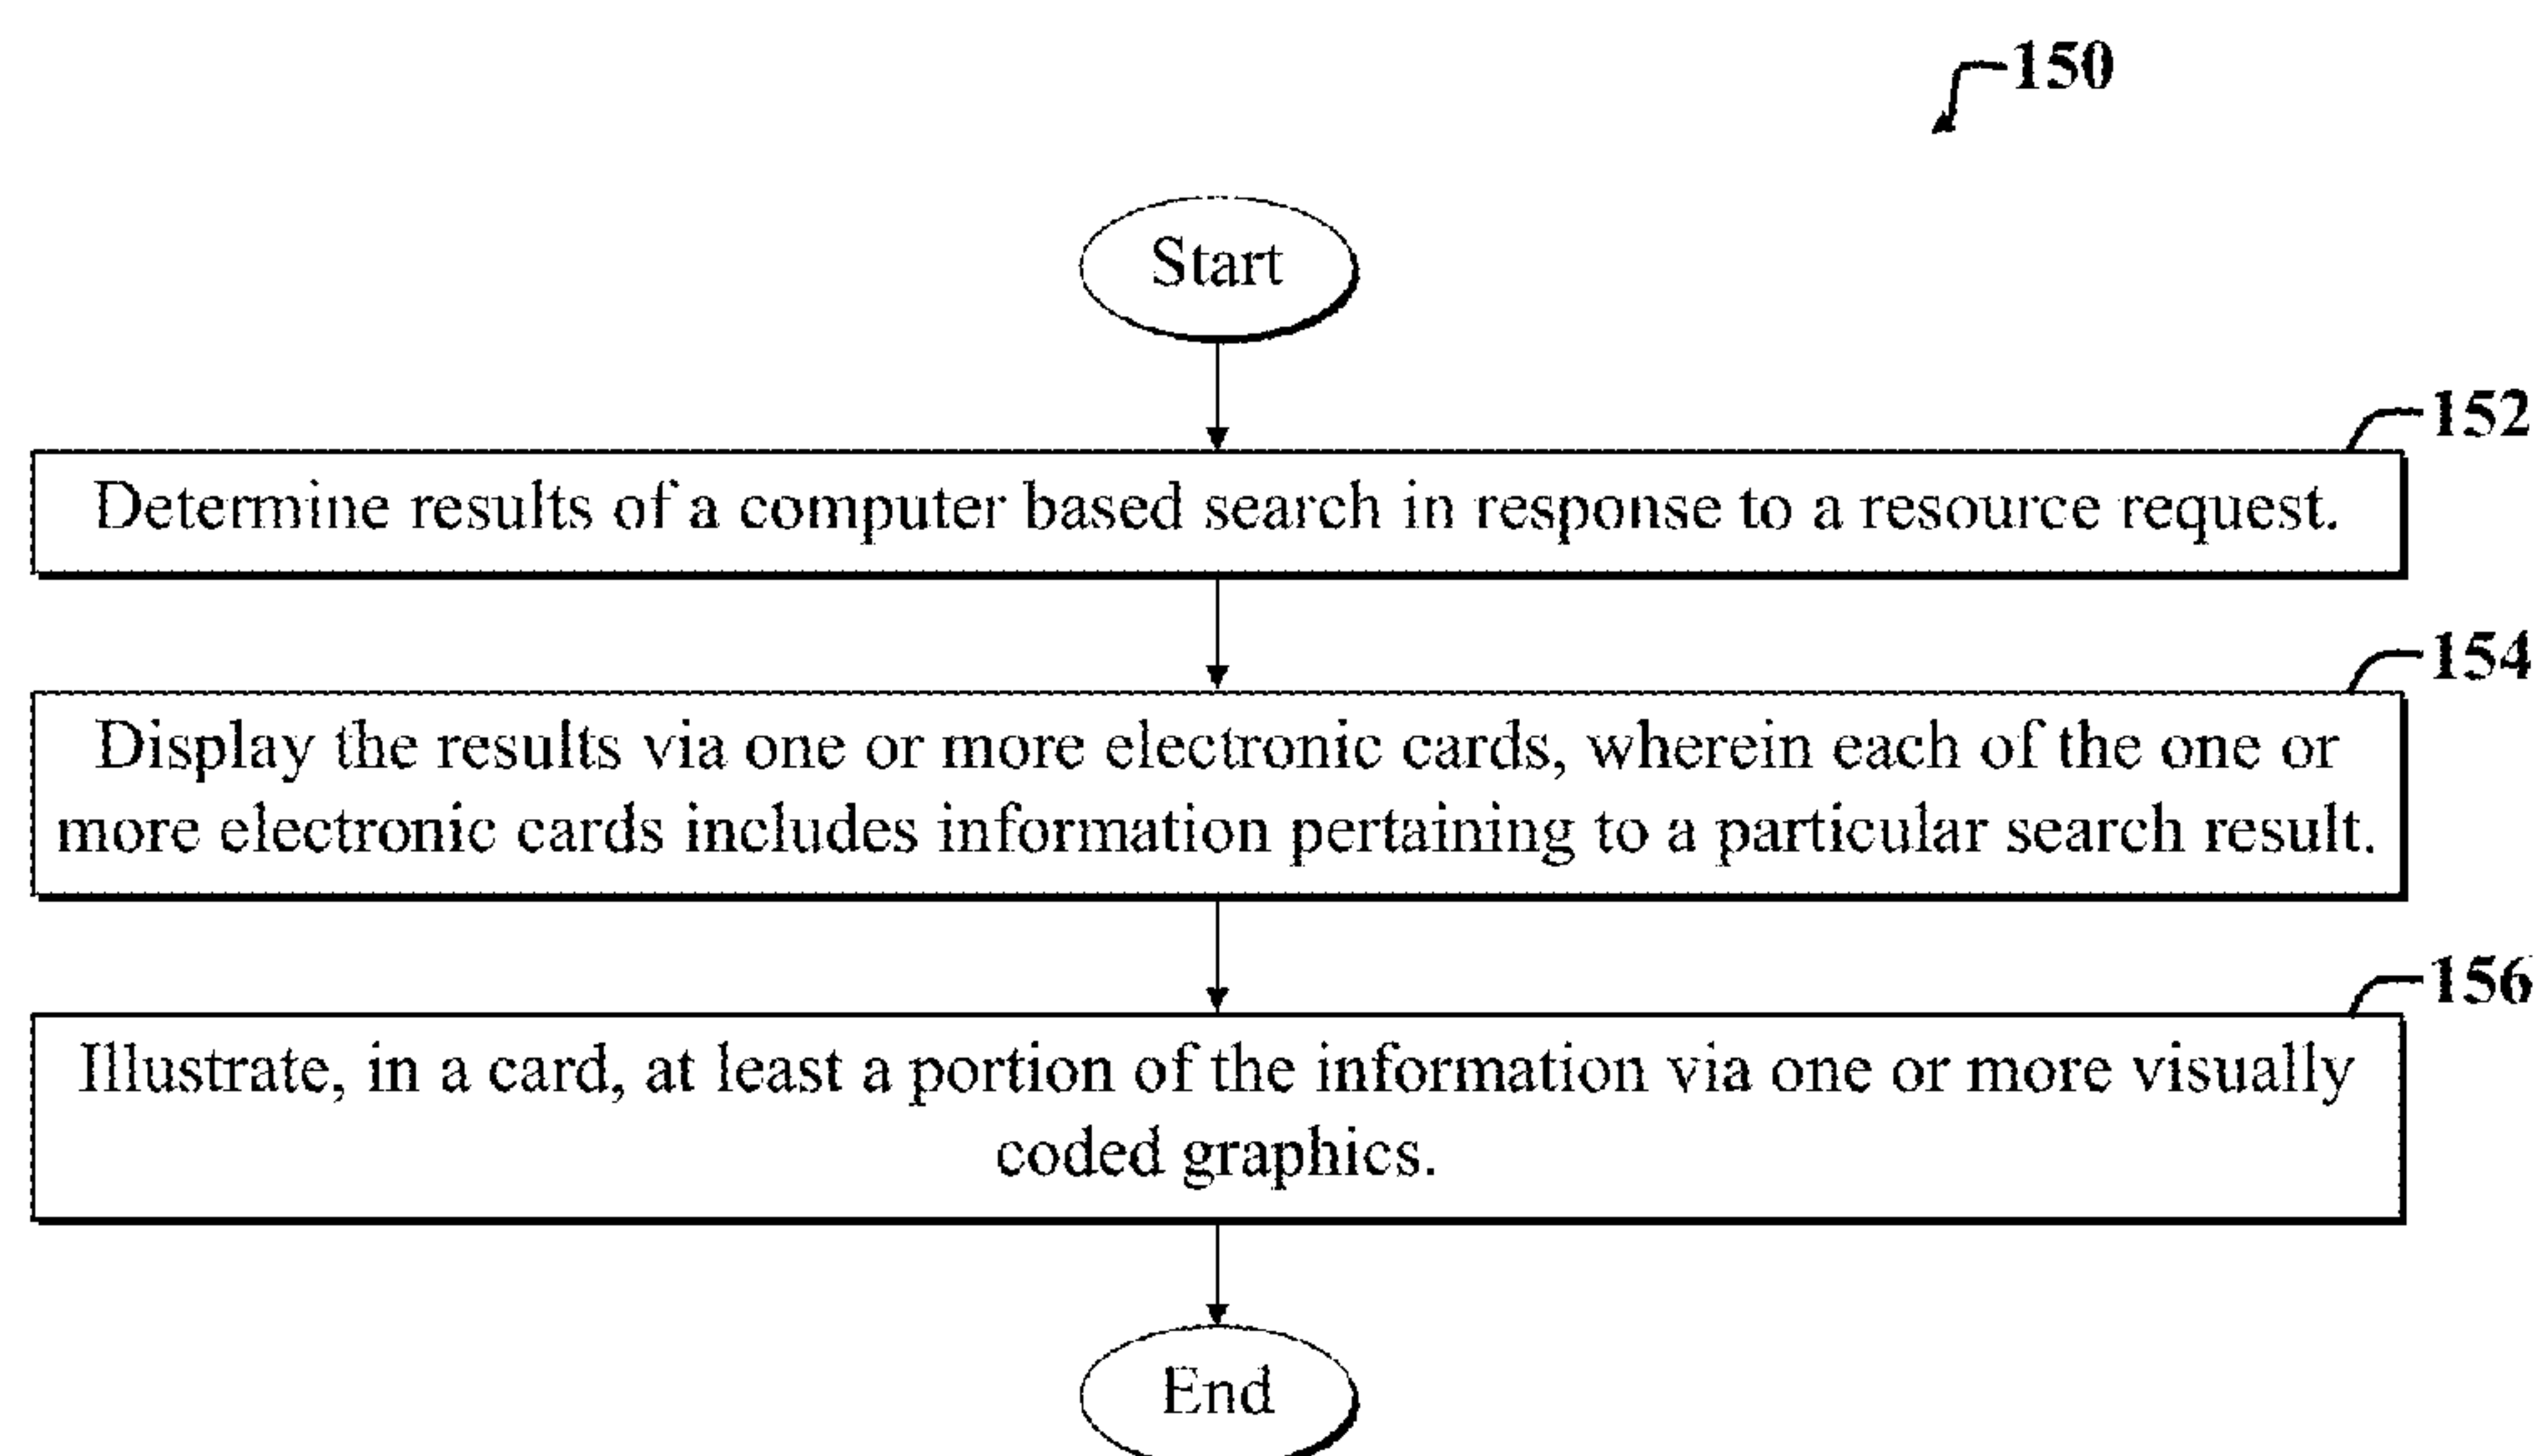 150
Start
152
Determine results of a computer based search in response to a resource request.
154
Display the results via one or more electronic cards, wherein each of the one or
more electronic cards includes information pertaining to a particular search result.
156
Illustrate, in a card, at least a portion of the information via one or more visually
coded graphics.
End